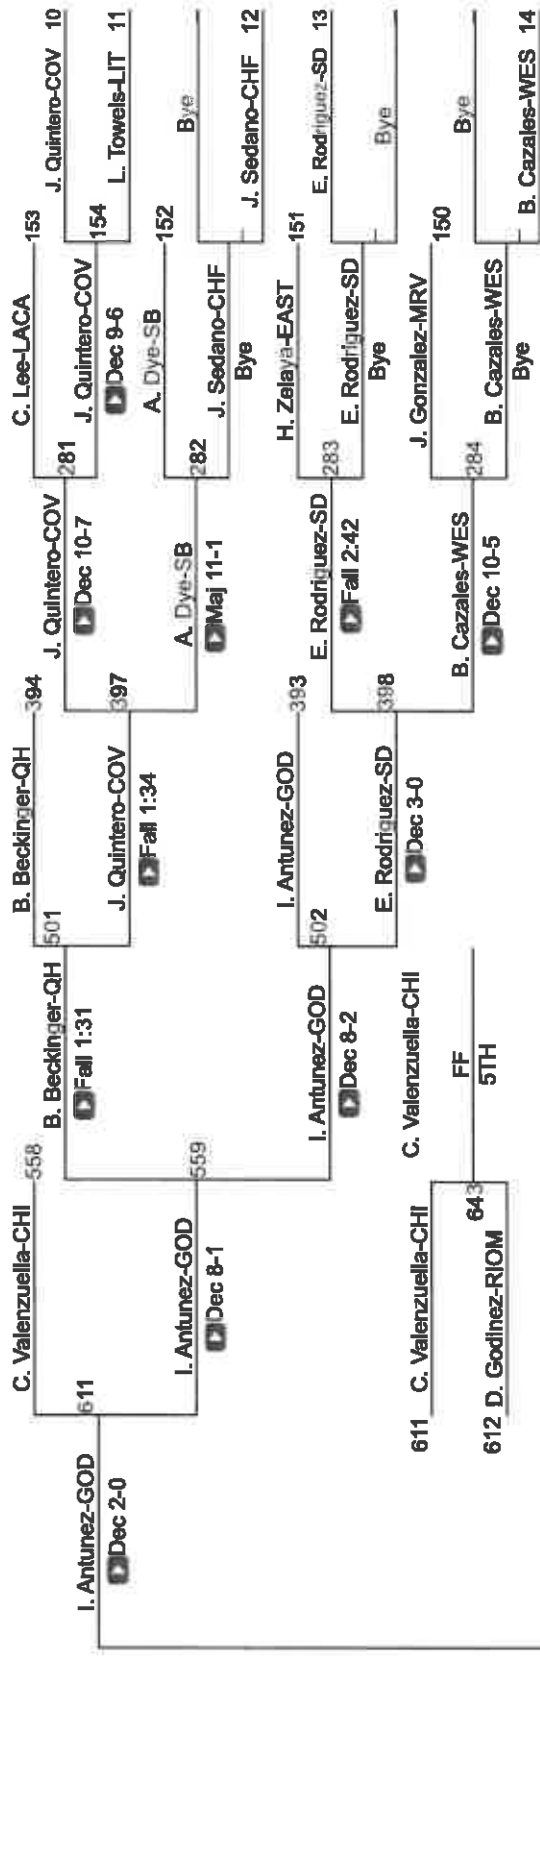 C. Lee-LACA 153
J. Quintero-COV 10
281
154
J. Quintero-COV
Dec 9-6
L. Towels-LIT 11
J. Quintero-COV
Dec 10-7
A. Dye-SB 152
Bye
282
J. Sedano-CHF
Bye
J. Sedano-CHF 12
A. Dye-SB
Maj 11-1
B. Beckinger-QH 394
397
J. Quintero-COV
Fall 1:34
501
B. Beckinger-QH
Fall 1:31
H. Zelaya-EAST 151
E. Rodriguez-SD 13
283
E. Rodriguez-SD
Bye
Bye
E. Rodriguez-SD
Fall 2:42
J. Gonzalez-MRV 150
Bye
284
B. Cazales-WES
Bye
B. Cazales-WES 14
B. Cazales-WES
Dec 10-5
I. Antunez-GOD 393
398
E. Rodriguez-SD
Dec 3-0
502
I. Antunez-GOD
Dec 8-2
C. Valenzuella-CHI 558
559
I. Antunez-GOD
Dec 8-1
611
I. Antunez-GOD
Dec 2-0
611 C. Valenzuella-CHI
643
612 D. Godinez-RIOM
C. Valenzuella-CHI
FF
5TH